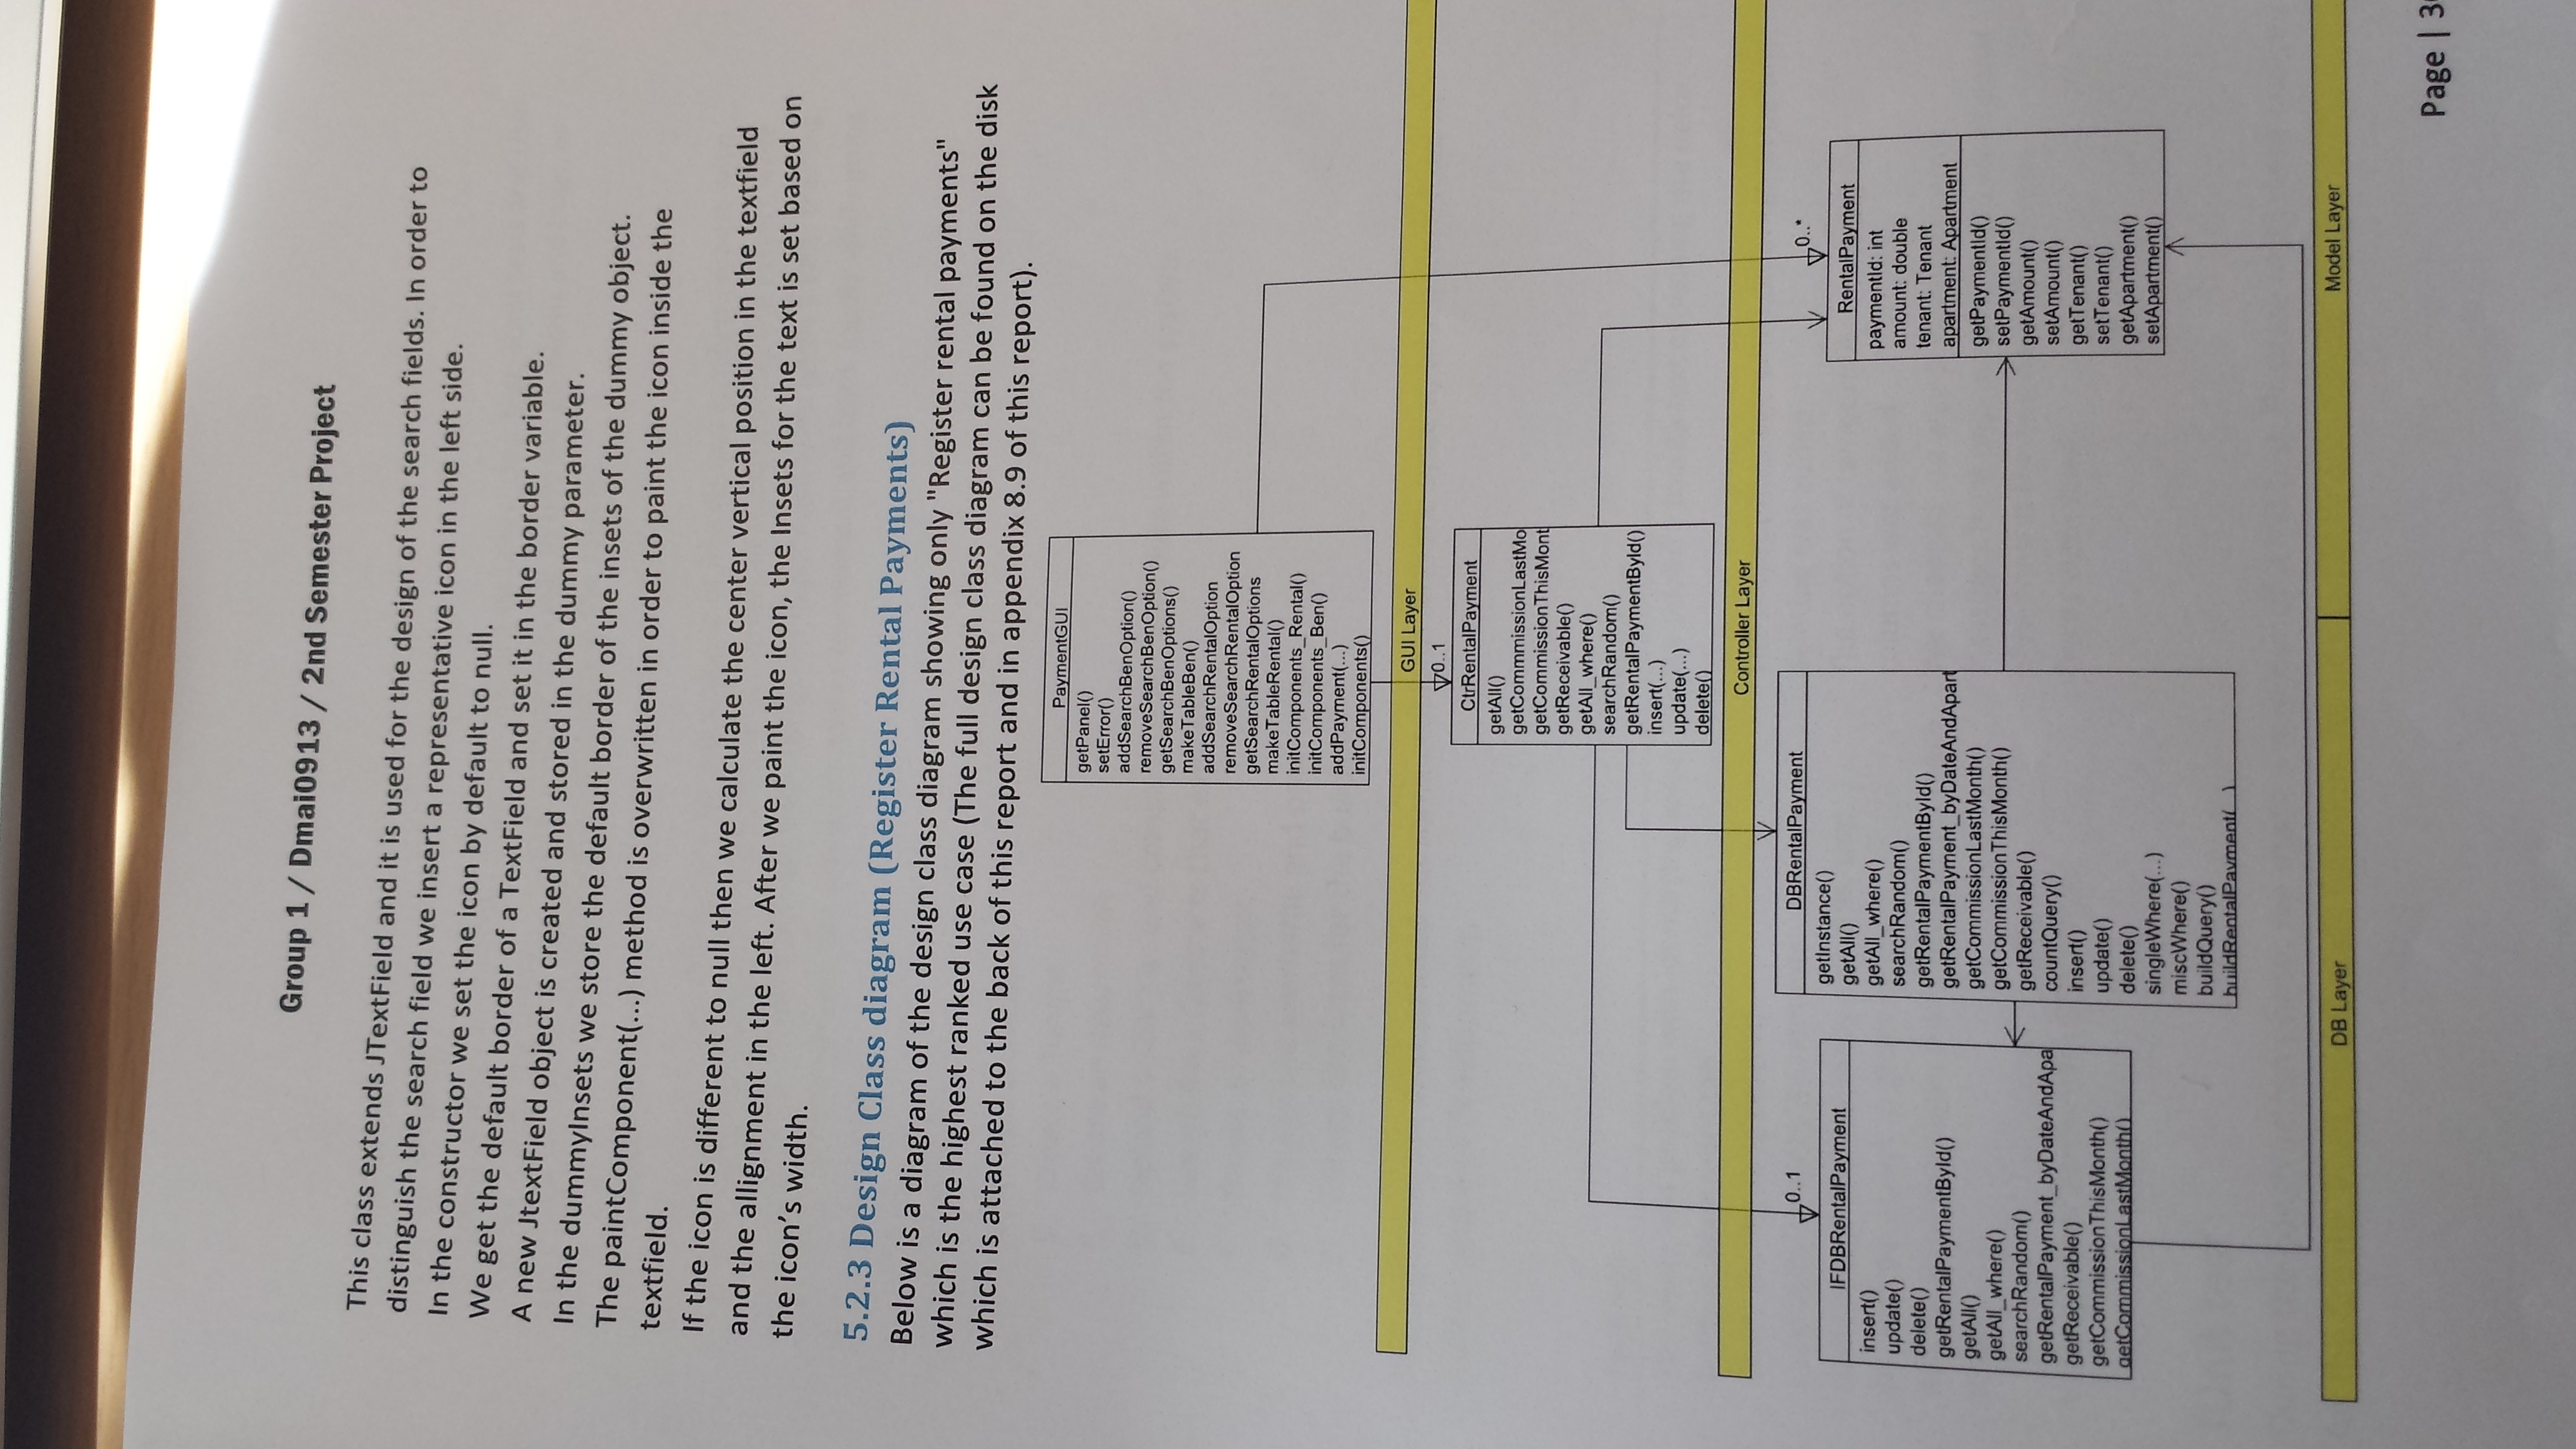 Group 1 / Dmai0913 / 2nd Semester Project
This class extends JTextField and it is used for the design of the search fields. In order to
distinguish the search field we insert a representative icon in the left side.
In the constructor we set the icon by default to null.
We get the default border of a TextField and set it in the border variable.
A new JtextField object is created and stored in the dummy parameter.
In the dummyInsets we store the default border of the insets of the dummy object.
The paintComponent(...) method is overwritten in order to paint the icon inside the
textfield.
If the icon is different to null then we calculate the center vertical position in the textfield
and the allignment in the left. After we paint the icon, the Insets for the text is set based on
the icon's width.
5.2.3 Design Class diagram (Register Rental Payments)
Below is a diagram of the design class diagram showing only "Register rental payments"
which is the highest ranked use case (The full design class diagram can be found on the disk
which is attached to the back of this report and in appendix 8.9 of this report).
PaymentGUI
getPanel()
setError()
addSearchBenOption()
removeSearchBenOption()
getSearchBenOptions()
makeTableBen()
addSearchRentalOption
removeSearchRentalOption
getSearchRentalOptions
makeTableRental()
initComponents_Rental()
initComponents_Ben()
addPayment(...)
initComponents()
GUI Layer
0..1
CtrRentalPayment
getAll()
getCommmissionLastMo
getCommissionThisMont
getReceivable()
getAll_where()
searchRandom()
getRentalPaymentById()
insert(...)
update(...)
delete()
Controller Layer
0..1
IFDBRentalPayment
insert()
update()
delete()
getRentalPaymentById()
getAll()
getAll_where()
searchRandom()
getRentalPayment_byDateAndApa
getReceivable()
getCommissionThisMonth()
getCommissionLastMonth()
DBRentalPayment
getInstance()
getAll()
getAll_where()
searchRandom()
getRentalPaymentById()
getRentalPayment_byDateAndApart
getCommissionLastMonth()
getCommissionThisMonth()
getReceivable()
countQuery()
insert()
update()
delete()
singleWhere(...)
miscWhere()
buildQuery()
buildRentalPayment(...)
0..*
RentalPayment
paymentId: int
amount: double
tenant: Tenant
apartment: Apartment
getPaymentId()
setPaymentId()
getAmount()
setAmount()
getTenant()
setTenant()
getApartment()
setApartment()
DB Layer
Model Layer
Page | 3